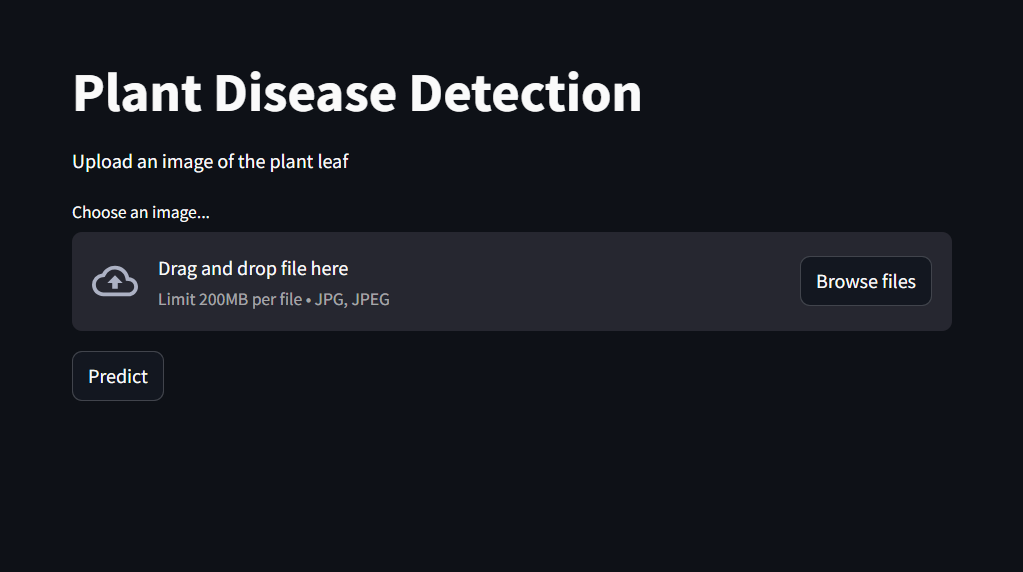 Plant Disease Detection
Upload an image of the plant leaf
Choose an image...
Drag and drop file here
Limit 200MB per file • JPG, JPEG
Browse files
Predict